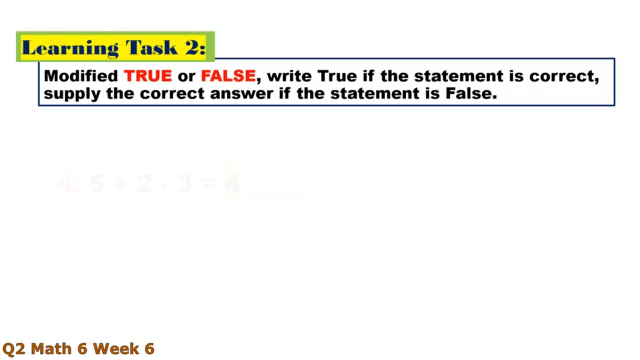 Learning Task 2:
Modified TRUE or FALSE, write True if the statement is correct,
supply the correct answer if the statement is False.
4. 5 + 2 - 3 = 4______
Q2 Math 6 Week 6